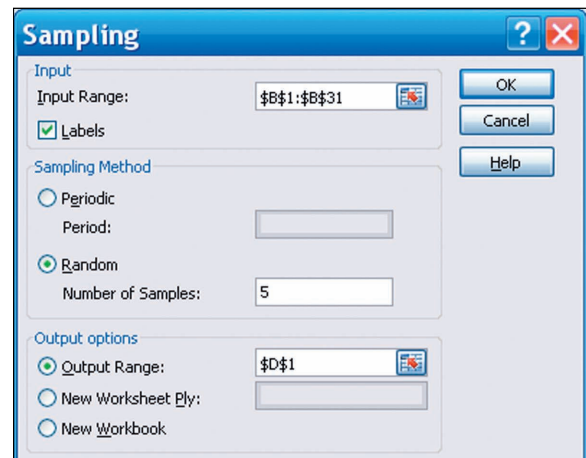 Sampling
Input
Input Range: $B$1:$B$31
Labels
OK
Cancel
Help
Sampling Method
Periodic
Period:
Random
Number of Samples: 5
Output options
Output Range: $D$1
New Worksheet Ply:
New Workbook